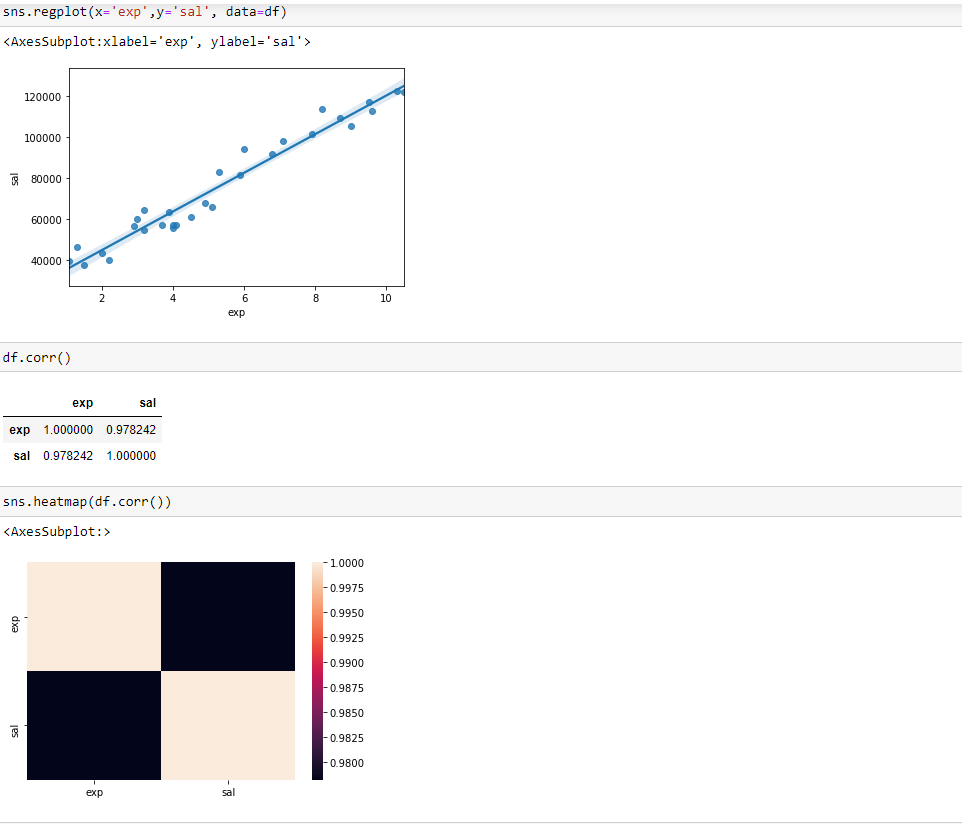 sns.regplot(x='exp',y='sal', data=df)
<AxesSubplot:xlabel='exp', ylabel='sal'>
120000
100000
80000
60000
40000
sal
2 4 6 8 10
exp
df.corr()
exp sal
exp 1.000000 0.978242
sal 0.978242 1.000000
sns.heatmap(df.corr())
<AxesSubplot:>
exp
sal
exp sal
1.0000
0.9975
0.9950
0.9925
0.9900
0.9875
0.9850
0.9825
0.9800